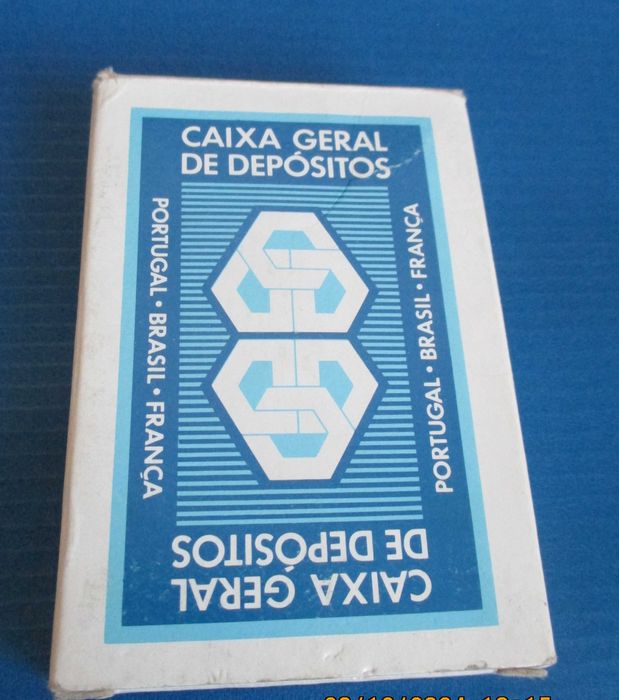 CAIXA GERAL
DE DEPÓSITOS
PORTUGAL • BRASIL • FRANÇA
PORTUGAL • BRASIL • FRANÇA
CAIXA GERAL
DE DEPÓSITOS